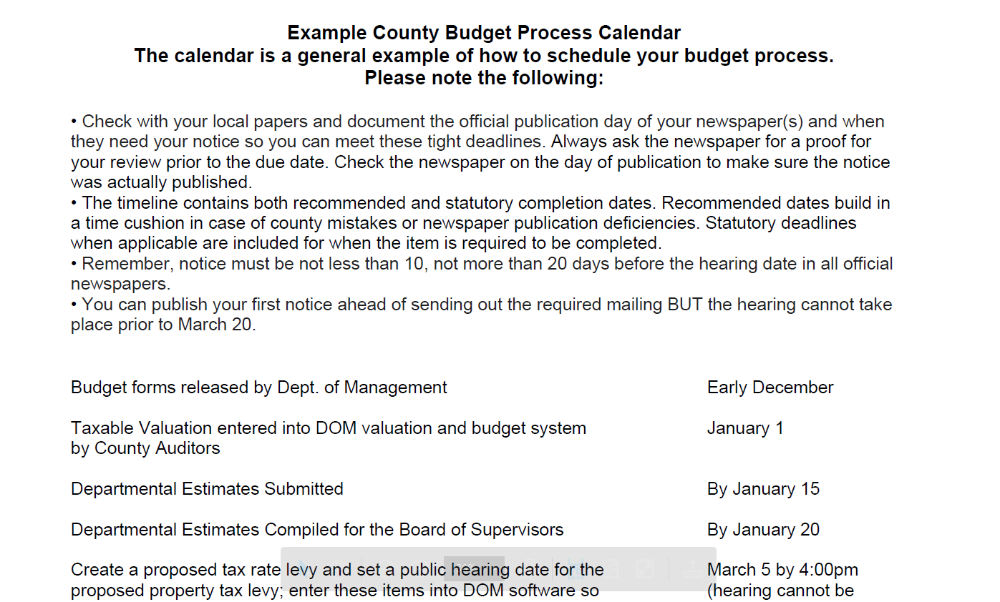 Example County Budget Process Calendar
The calendar is a general example of how to schedule your budget process.
Please note the following:
• Check with your local papers and document the official publication day of your newspaper(s) and when
they need your notice so you can meet these tight deadlines. Always ask the newspaper for a proof for
your review prior to the due date. Check the newspaper on the day of publication to make sure the notice
was actually published.
• The timeline contains both recommended and statutory completion dates. Recommended dates build in
a time cushion in case of county mistakes or newspaper publication deficiencies. Statutory deadlines
when applicable are included for when the item is required to be completed.
• Remember, notice must be not less than 10, not more than 20 days before the hearing date in all official
newspapers.
• You can publish your first notice ahead of sending out the required mailing BUT the hearing cannot take
place prior to March 20.
Budget forms released by Dept. of Management Early December
Taxable Valuation entered into DOM valuation and budget system January 1
by County Auditors
Departmental Estimates Submitted By January 15
Departmental Estimates Compiled for the Board of Supervisors By January 20
Create a proposed tax rate levy and set a public hearing date for the March 5 by 4:00pm
proposed property tax levy; enter these items into DOM software so (hearing cannot be